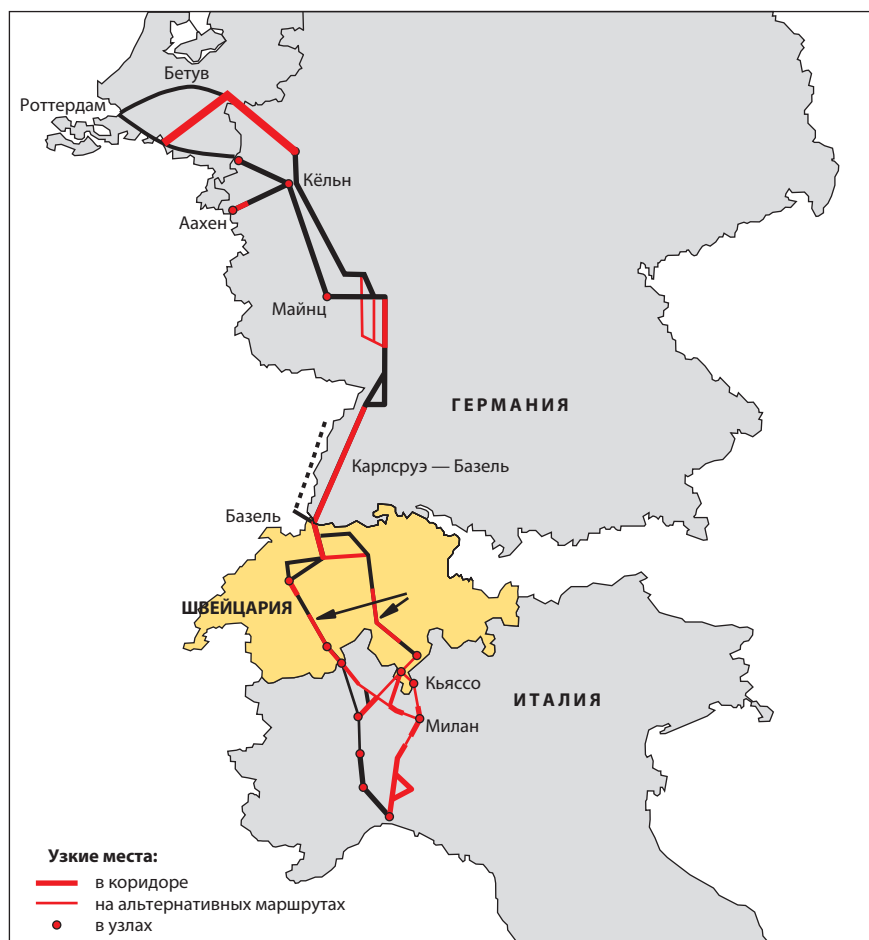 Бетув
Роттердам
Кёльн
Аахен
Майнц
ГЕРМАНИЯ
Карлсруэ — Базель
Базель
ШВЕЙЦАРИЯ
Кьяссо
ИТАЛИЯ
Милан
Узкие места:
в коридоре
на альтернативных маршрутах
в узлах